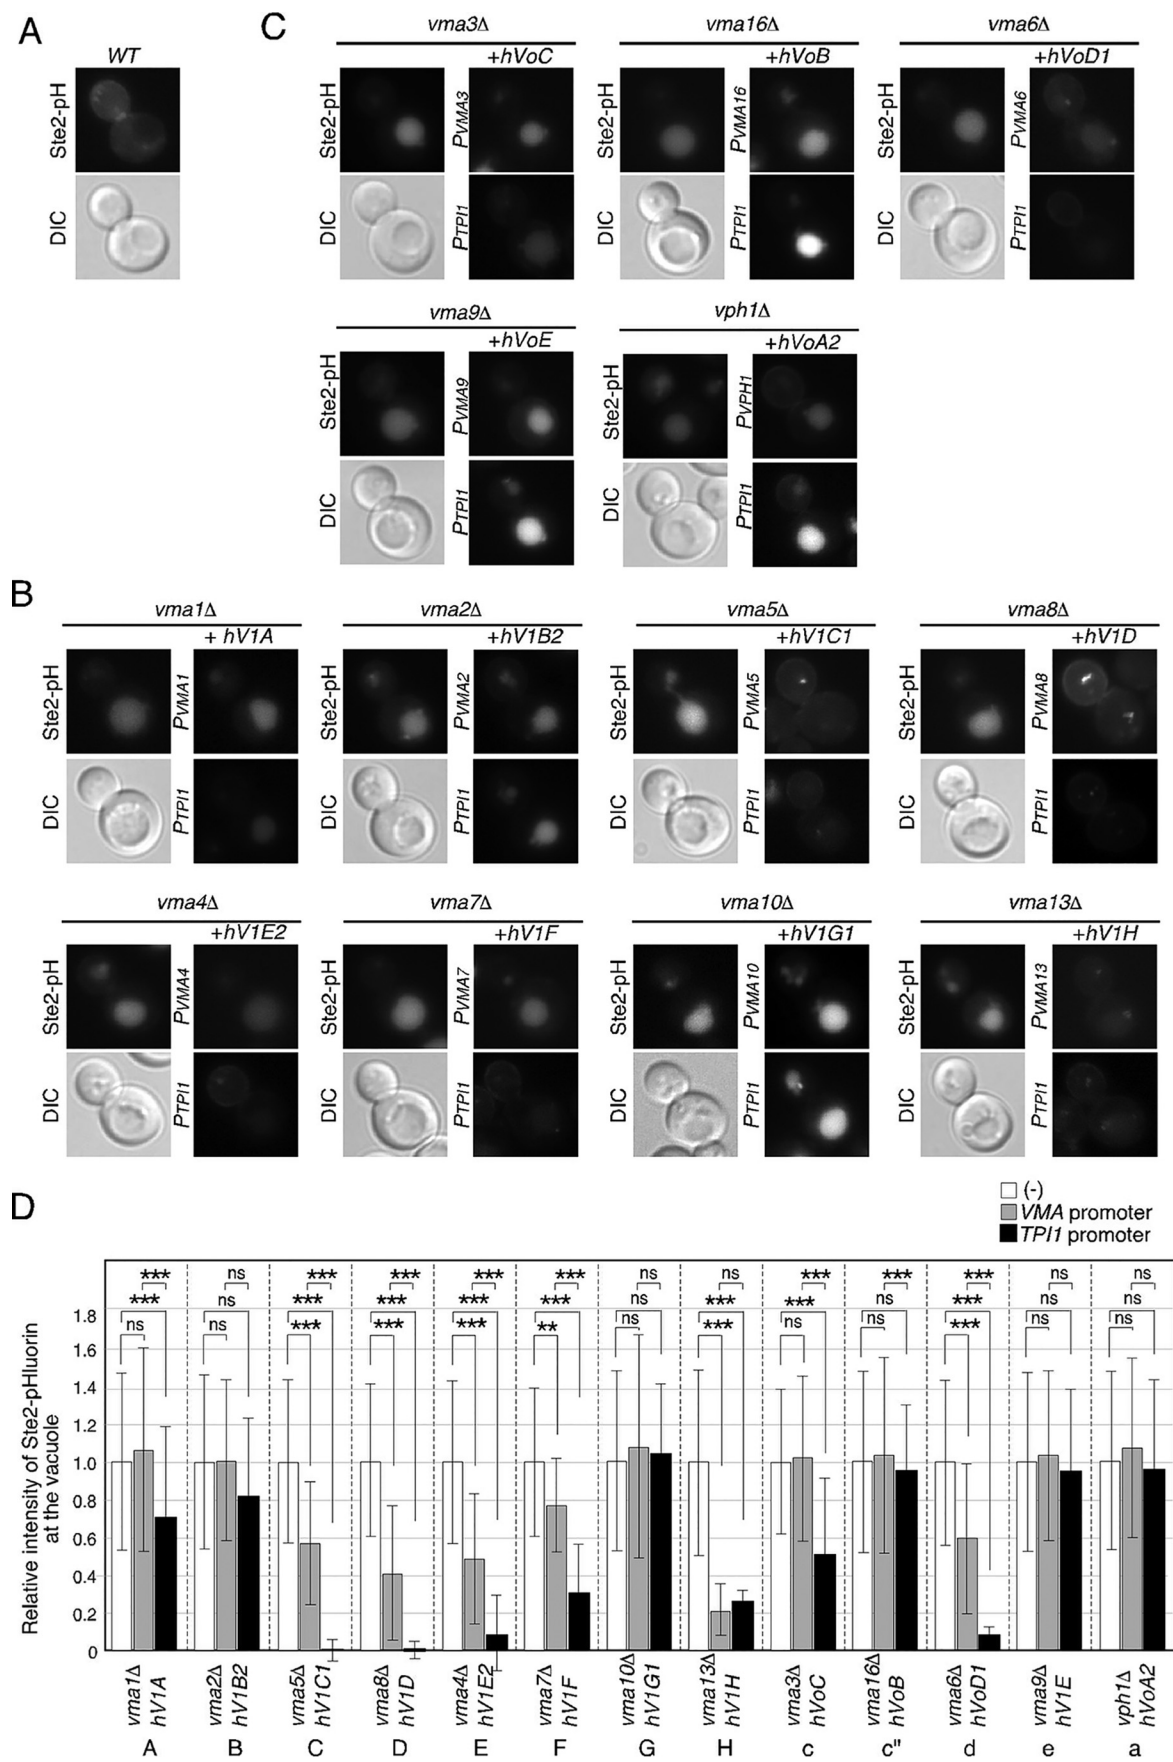 A
WT
Ste2-pH
DIC
C
vma3Δ
+hVoC
Ste2-pH
PVMA3
DIC
PTPI1
vma16Δ
+hVoB
Ste2-pH
PVMA16
DIC
PTPI1
vma6Δ
+hVoD1
Ste2-pH
PVMA6
DIC
PTPI1
vma9Δ
+hVoE
Ste2-pH
PVMA9
DIC
PTPI1
vph1Δ
+hVoA2
Ste2-pH
PVPH1
DIC
PTPI1
B
vma1Δ
+ hV1A
Ste2-pH
PVMA1
DIC
PTPI1
vma2Δ
+hV1B2
Ste2-pH
PVMA2
DIC
PTPI1
vma5Δ
+hV1C1
Ste2-pH
PVMA5
DIC
PTPI1
vma8Δ
+hV1D
Ste2-pH
PVMA8
DIC
PTPI1
vma4Δ
+hV1E2
Ste2-pH
PVMA4
DIC
PTPI1
vma7Δ
+hV1F
Ste2-pH
PVMA7
DIC
PTPI1
vma10Δ
+hV1G1
Ste2-pH
PVMA10
DIC
PTPI1
vma13Δ
+hV1H
Ste2-pH
PVMA13
DIC
PTPI1
D
(-)
VMA promoter
TPI1 promoter
*** ns *** *** *** *** ns ns *** *** *** ns ns
*** ns *** *** *** *** ns *** *** ns *** ns ns
ns ns *** *** *** ** ns *** ns ns *** ns ns
Relative intensity of Ste2-pHluorin
at the vacuole
1.8
1.6
1.4
1.2
1.0
0.8
0.6
0.4
0.2
0
vma1Δ
hV1A
vma2Δ
hV1B2
vma5Δ
hV1C1
vma8Δ
hV1D
vma4Δ
hV1E2
vma7Δ
hV1F
vma10Δ
hV1G1
vma13Δ
hV1H
vma3Δ
hVoC
vma16Δ
hVoB
vma6Δ
hVoD1
vma9Δ
hV1E
vph1Δ
hVoA2
A B C D E F G H c c" d e a